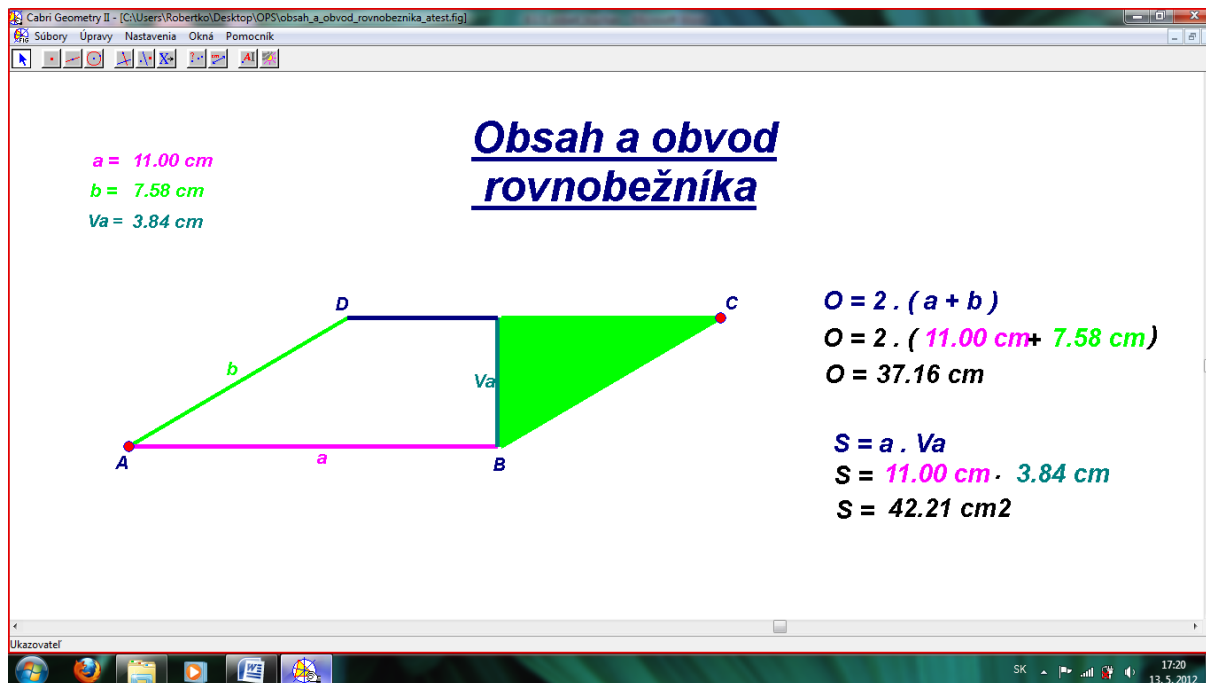 Cabri Geometry II - [C:\Users\Robertko\Desktop\OPS\obsah_a_obvod_rovnobeznika_atest.fig]
Súbory Úpravy Nastavenia Okná Pomocník
Obsah a obvod
rovnobežníka
a = 11.00 cm
b = 7.58 cm
Va = 3.84 cm
D
C
b
Va
A
a
B
O = 2 . ( a + b )
O = 2 . ( 11.00 cm+ 7.58 cm )
O = 37.16 cm
S = a . Va
S = 11.00 cm . 3.84 cm
S = 42.21 cm2
Ukazovateľ
SK
17:20
13. 5. 2012